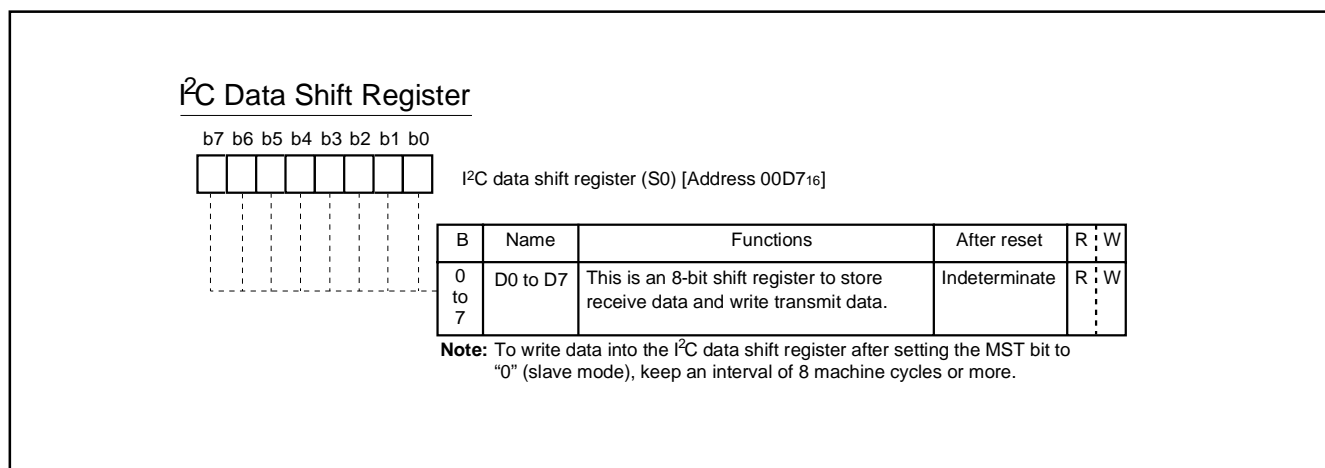 I²C Data Shift Register
b7 b6 b5 b4 b3 b2 b1 b0
I²C data shift register (S0) [Address 00D7₁₆]
B Name Functions After reset R W
0 to 7 D0 to D7 This is an 8-bit shift register to store Indeterminate R W
receive data and write transmit data.
Note: To write data into the I²C data shift register after setting the MST bit to
“0” (slave mode), keep an interval of 8 machine cycles or more.